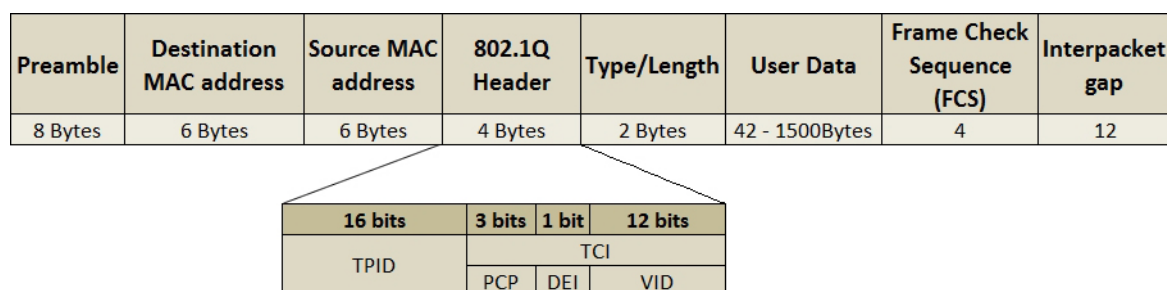 Preamble
Destination
MAC address
Source MAC
address
802.1Q
Header
Type/Length
User Data
Frame Check
Sequence
(FCS)
Interpacket
gap
8 Bytes
6 Bytes
6 Bytes
4 Bytes
2 Bytes
42 - 1500Bytes
4
12
16 bits
3 bits
1 bit
12 bits
TPID
TCI
PCP
DEI
VID